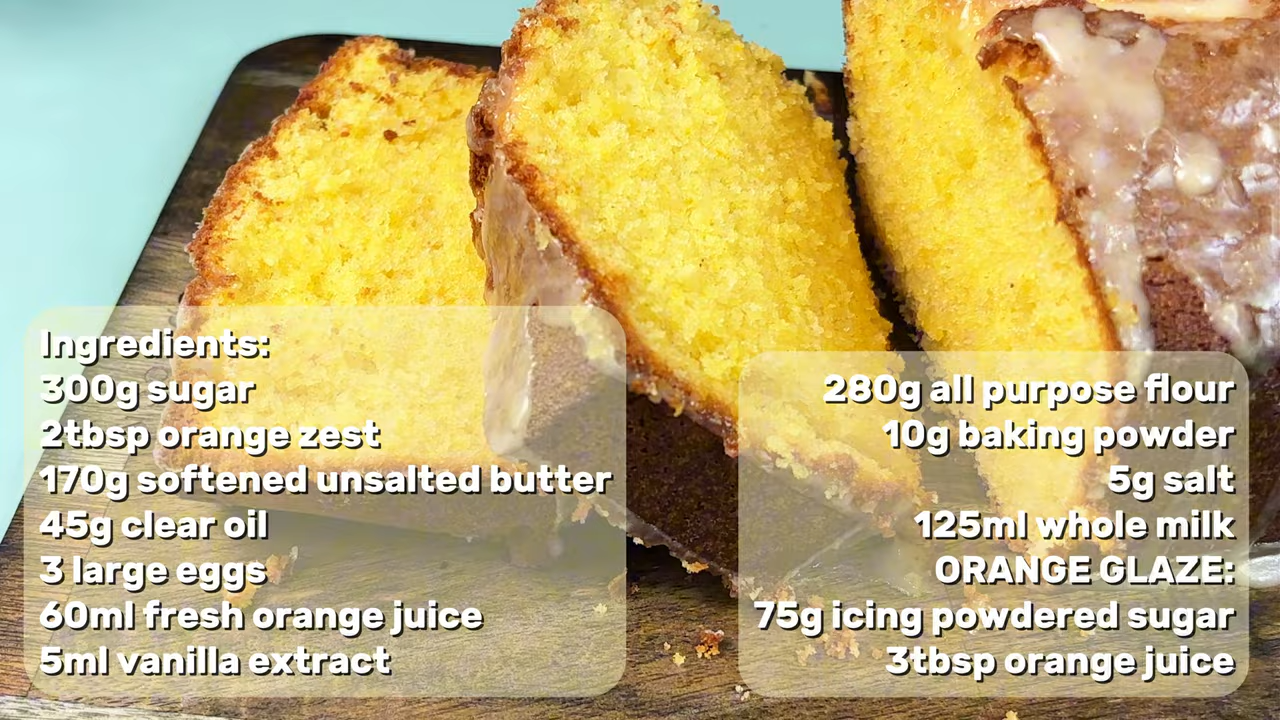 Ingredients:
300g sugar
2tbsp orange zest
170g softened unsalted butter
45g clear oil
3 large eggs
60ml fresh orange juice
5ml vanilla extract
280g all purpose flour
10g baking powder
5g salt
125ml whole milk
ORANGE GLAZE:
75g icing powdered sugar
3tbsp orange juice